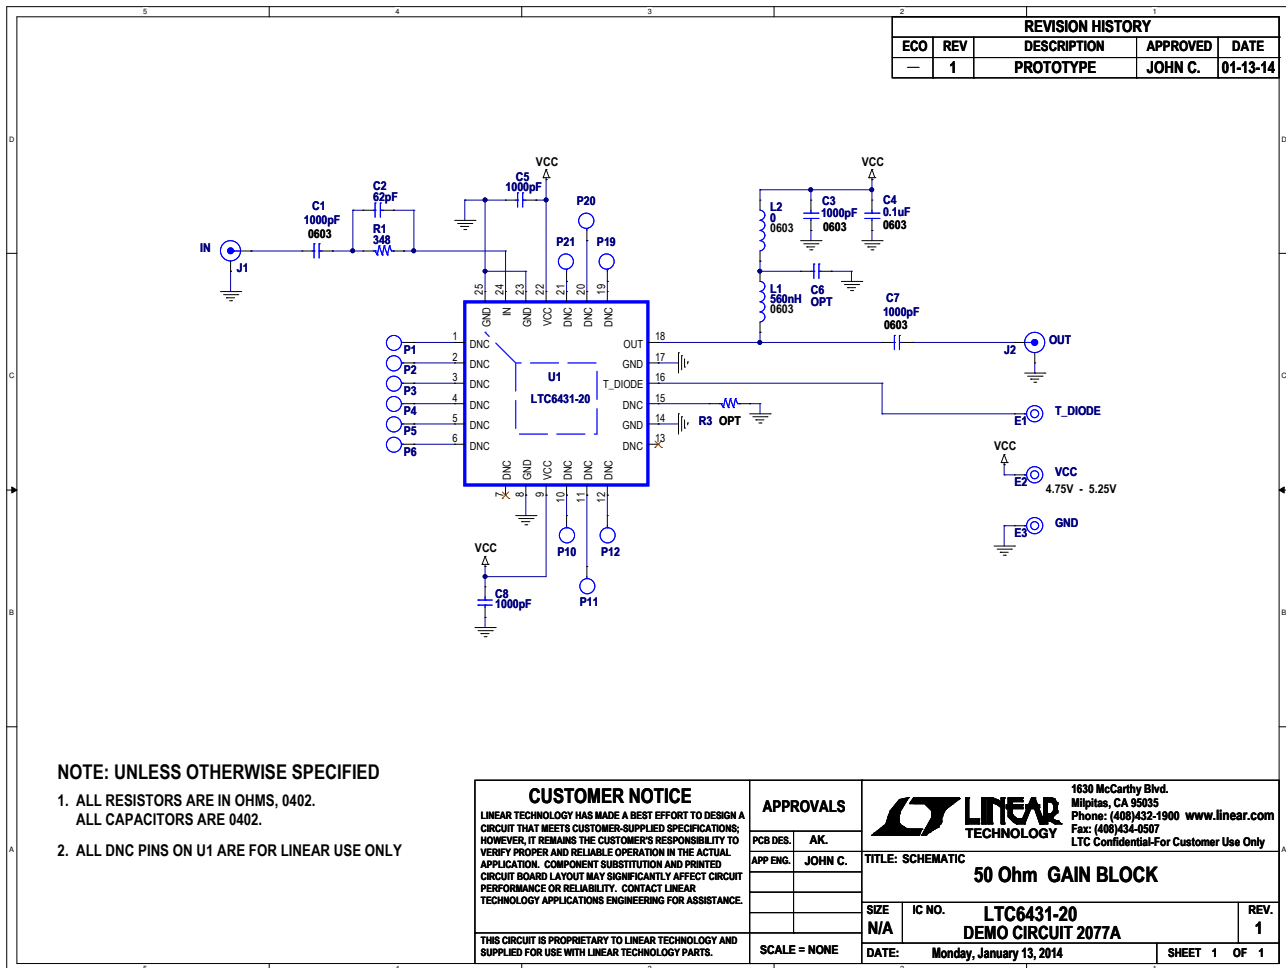 5 4 3 2 1
REVISION HISTORY
ECO REV DESCRIPTION APPROVED DATE
— 1 PROTOTYPE JOHN C. 01-13-14
D D
VCC
C5
1000pF
C2
62pF
C1
1000pF
0603
R1
348
IN
J1
P20
P21 P19
VCC
L2
0
0603
C3
1000pF
0603
C4
0.1uF
0603
L1
560nH
0603
C6
OPT
C7
1000pF
0603
25 24 23 22 21 20 19
GND IN GND VCC DNC DNC DNC
P1 1 DNC
P2 2 DNC
P3 3 DNC
P4 4 DNC
P5 5 DNC
P6 6 DNC
U1
LTC6431-20
OUT 18
GND 17
T_DIODE 16
DNC 15
GND 14
DNC 13
R3 OPT
J2 OUT
C C
E1 T_DIODE
VCC
E2 VCC
4.75V - 5.25V
E3 GND
DNC GND VCC DNC DNC DNC
7 8 9 10 11 12
P10 P12
P11
VCC
C8
1000pF
B B
NOTE: UNLESS OTHERWISE SPECIFIED
1. ALL RESISTORS ARE IN OHMS, 0402.
ALL CAPACITORS ARE 0402.
2. ALL DNC PINS ON U1 ARE FOR LINEAR USE ONLY
A A
CUSTOMER NOTICE
LINEAR TECHNOLOGY HAS MADE A BEST EFFORT TO DESIGN A
CIRCUIT THAT MEETS CUSTOMER-SUPPLIED SPECIFICATIONS;
HOWEVER, IT REMAINS THE CUSTOMER'S RESPONSIBILITY TO
VERIFY PROPER AND RELIABLE OPERATION IN THE ACTUAL
APPLICATION. COMPONENT SUBSTITUTION AND PRINTED
CIRCUIT BOARD LAYOUT MAY SIGNIFICANTLY AFFECT CIRCUIT
PERFORMANCE OR RELIABILITY. CONTACT LINEAR
TECHNOLOGY APPLICATIONS ENGINEERING FOR ASSISTANCE.
THIS CIRCUIT IS PROPRIETARY TO LINEAR TECHNOLOGY AND
SUPPLIED FOR USE WITH LINEAR TECHNOLOGY PARTS.
APPROVALS
PCB DES. AK.
APP ENG. JOHN C.
SCALE = NONE
LINEAR
TECHNOLOGY
1630 McCarthy Blvd.
Milpitas, CA 95035
Phone: (408)432-1900 www.linear.com
Fax: (408)434-0507
LTC Confidential-For Customer Use Only
TITLE: SCHEMATIC
50 Ohm GAIN BLOCK
SIZE
N/A
IC NO.
LTC6431-20
DEMO CIRCUIT 2077A
REV.
1
DATE: Monday, January 13, 2014 SHEET 1 OF 1
5 4 3 2 1